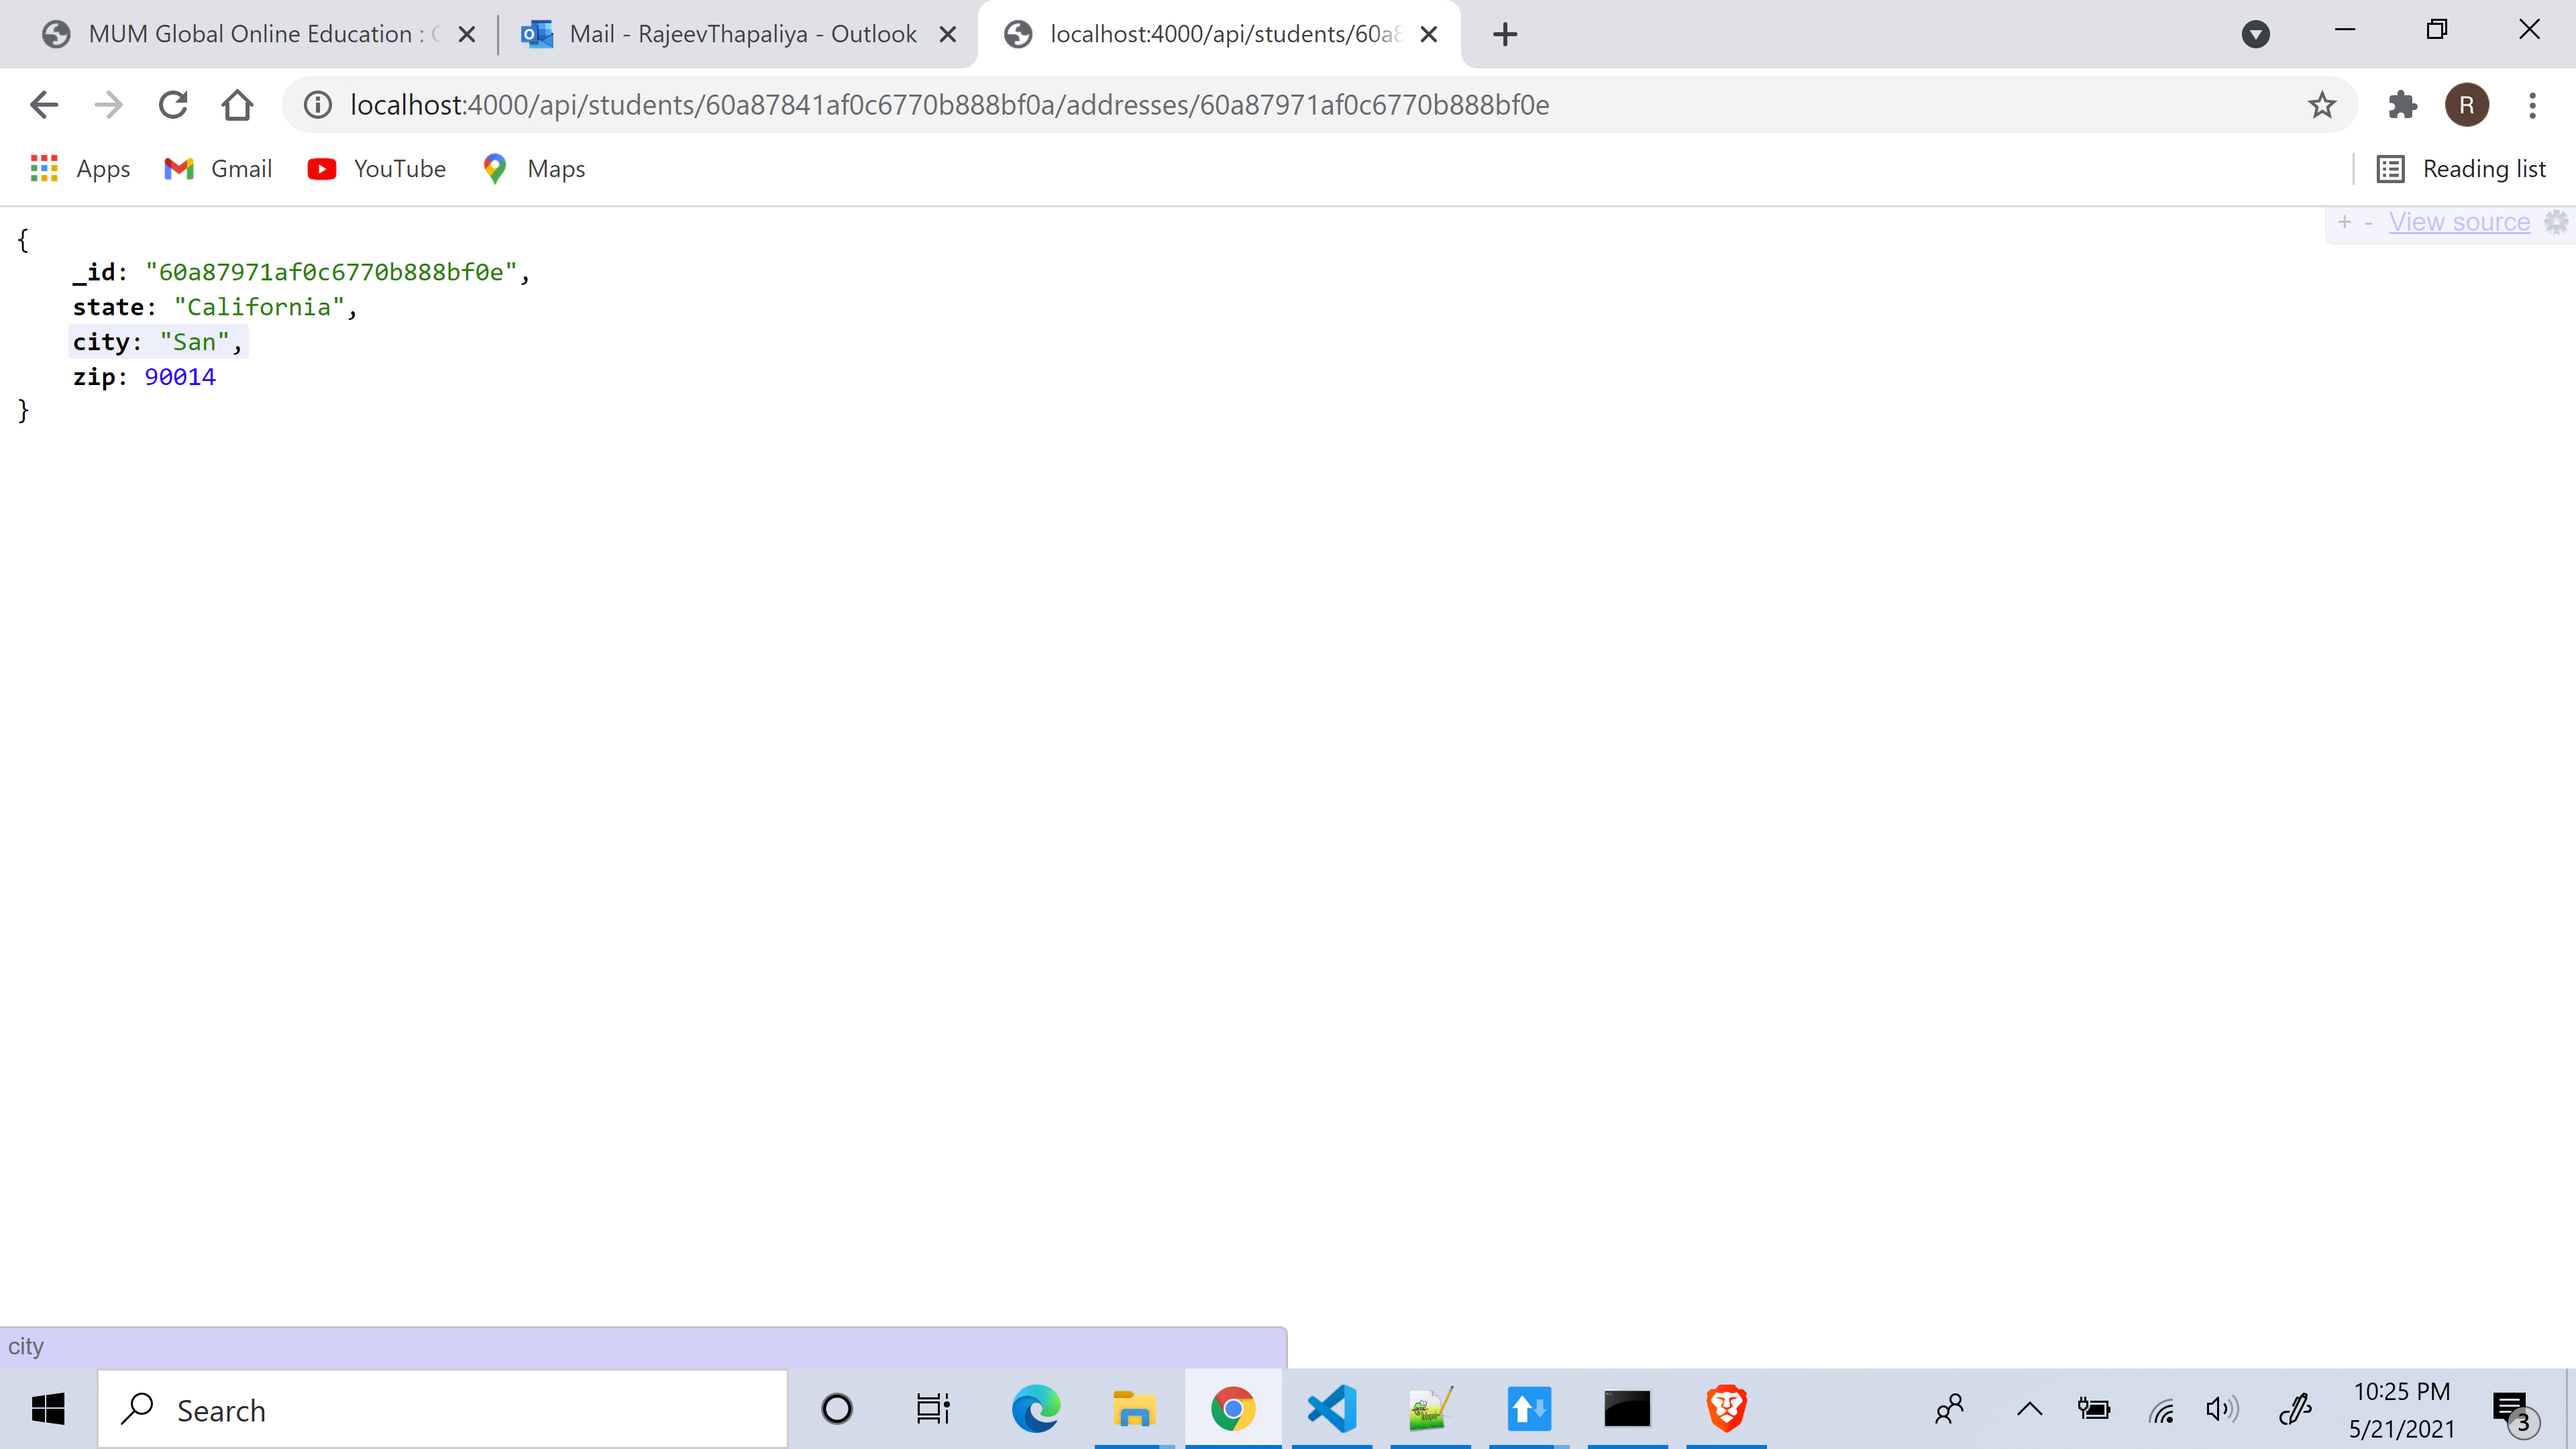 MUM Global Online Education :
Mail - RajeevThapaliya - Outlook
localhost:4000/api/students/60a8
localhost:4000/api/students/60a87841af0c6770b888bf0a/addresses/60a87971af0c6770b888bf0e
R
Apps
Gmail
YouTube
Maps
Reading list
+ - View source
{
_id: "60a87971af0c6770b888bf0e",
state: "California",
city: "San",
zip: 90014
}
city
Search
10:25 PM
5/21/2021
3